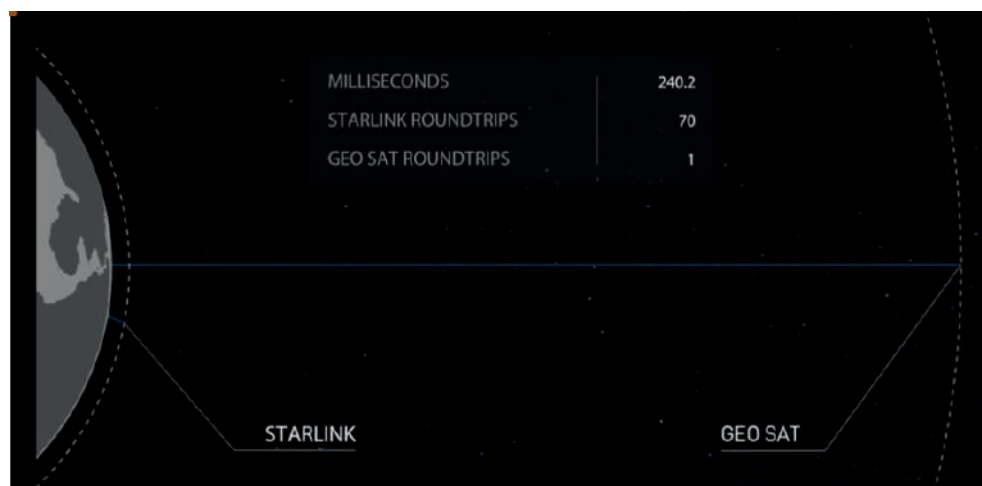 MILLISECONDS 240.2
STARLINK ROUNDTRIPS 70
GEO SAT ROUNDTRIPS 1
STARLINK
GEO SAT